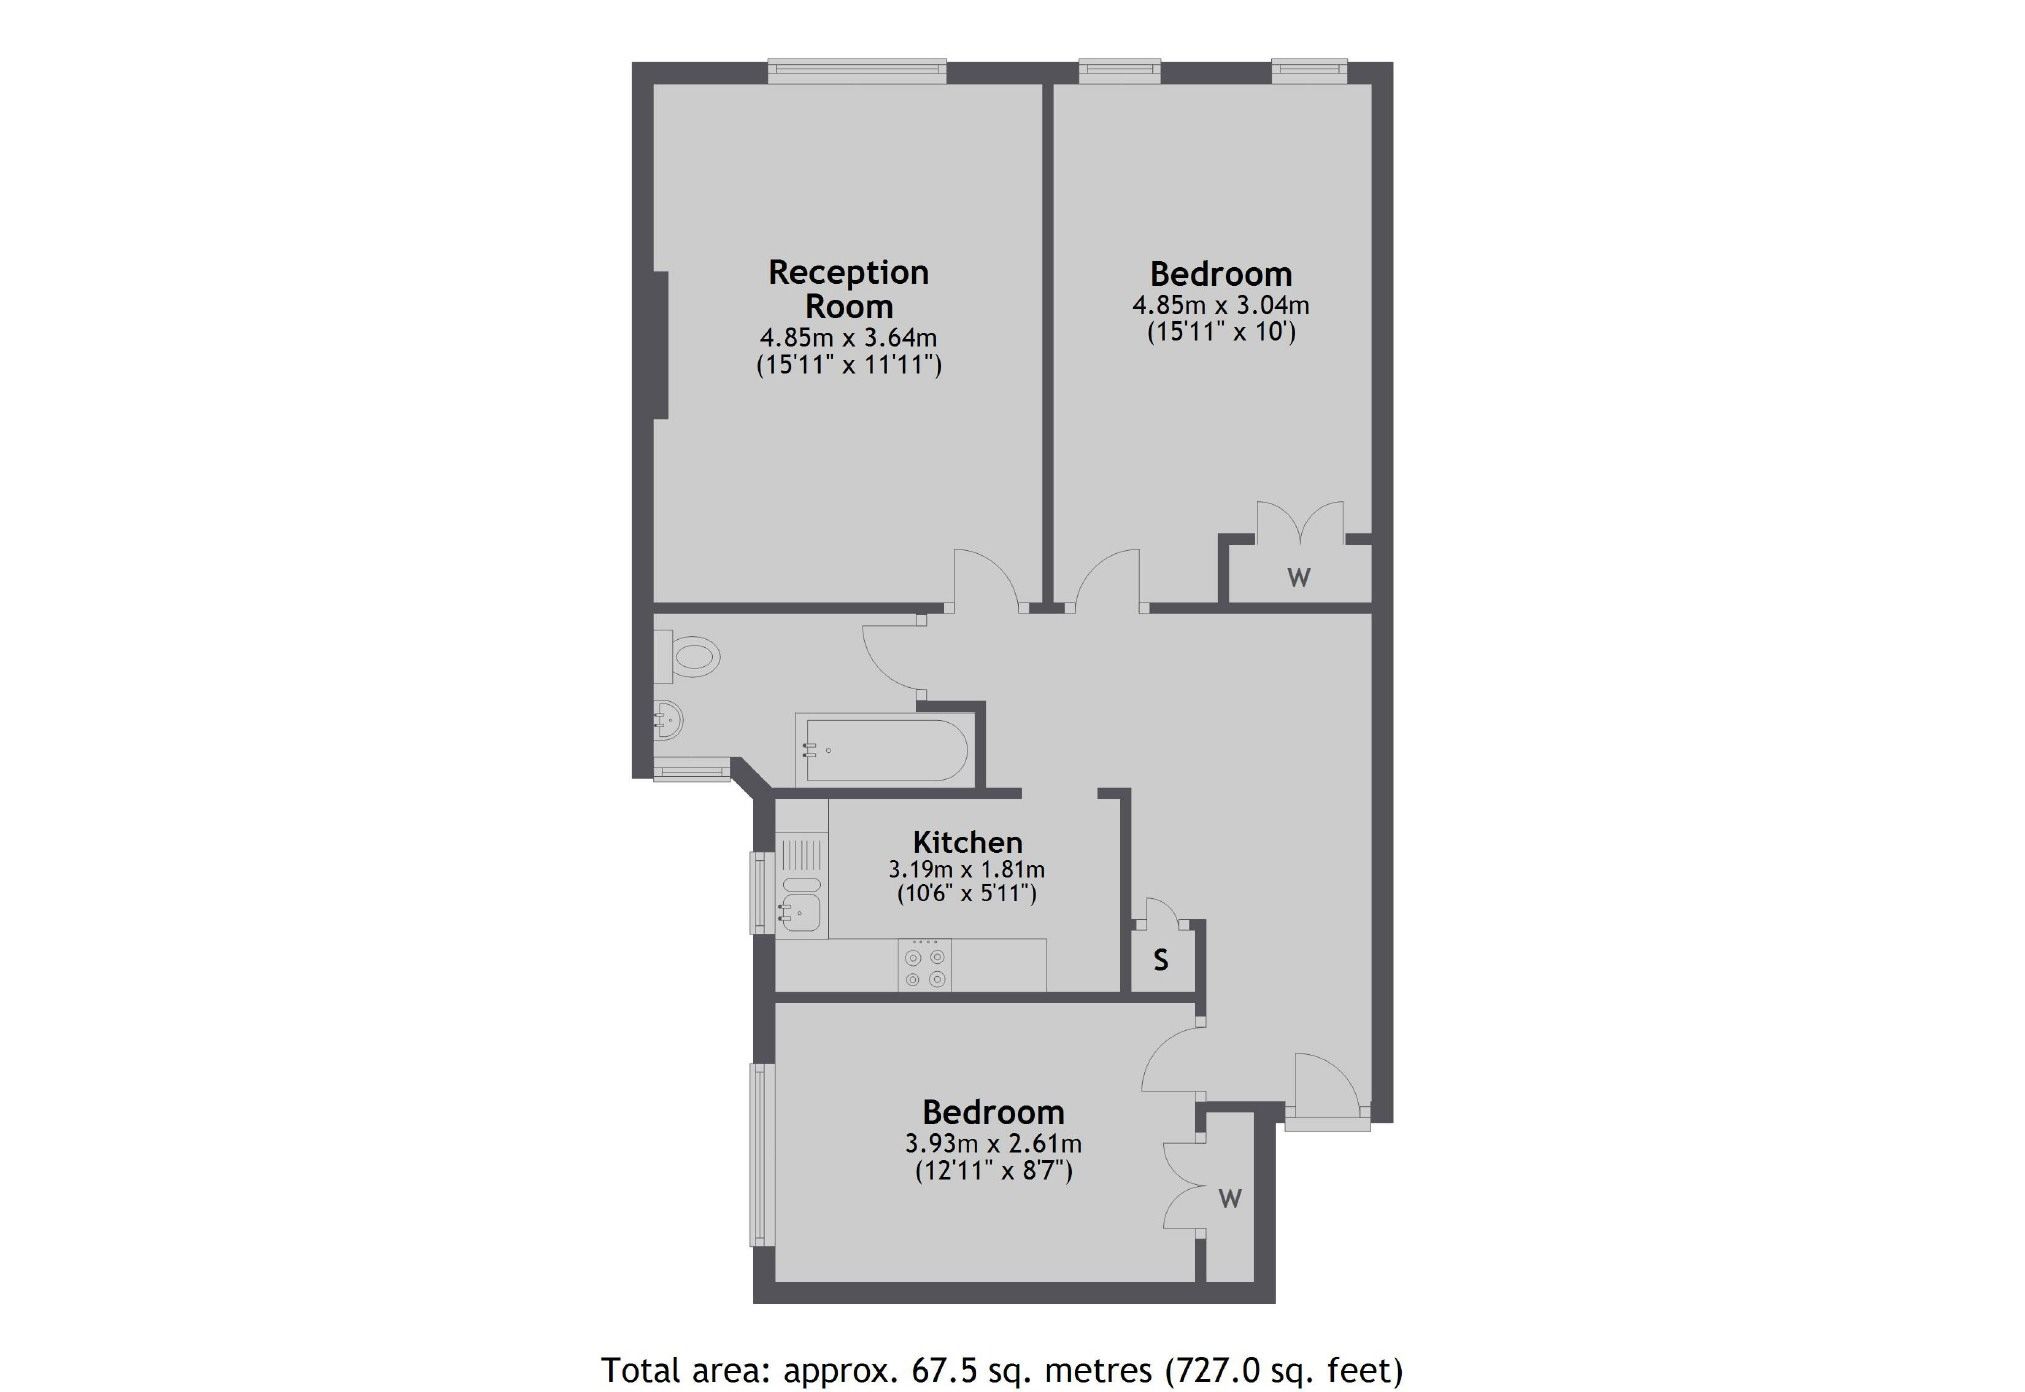 Reception
Room
4.85m x 3.64m
(15'11" x 11'11")
Bedroom
4.85m x 3.04m
(15'11" x 10')
W
Kitchen
3.19m x 1.81m
(10'6" x 5'11")
S
Bedroom
3.93m x 2.61m
(12'11" x 8'7")
W
Total area: approx. 67.5 sq. metres (727.0 sq. feet)